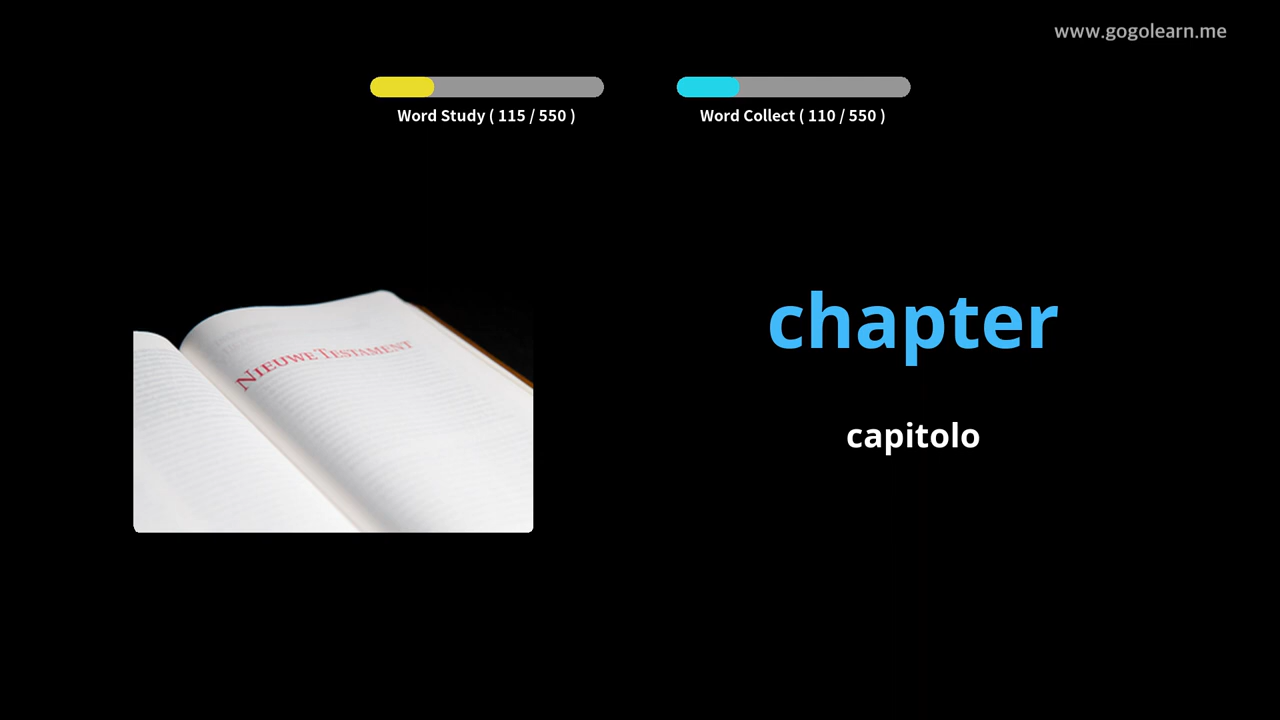 www.gogolearn.me
Word Study ( 115 / 550 )
Word Collect ( 110 / 550 )
NIEUWE TESTAMENT
chapter
capitolo